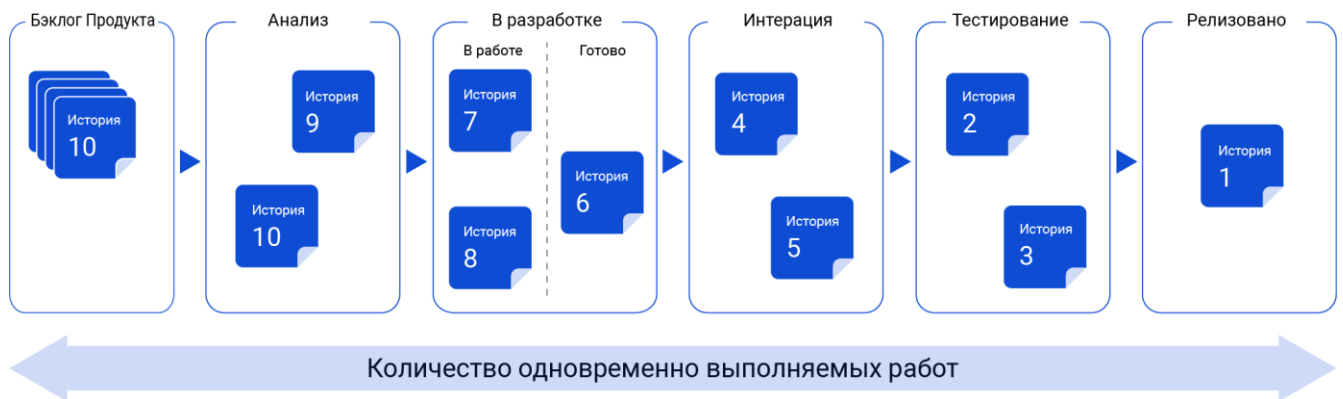 Бэклог Продукта
История
10
Анализ
История
9
История
10
В разработке
В работе
Готово
История
7
История
8
История
6
Интерация
История
4
История
5
Тестирование
История
2
История
3
Релизовано
История
1
Количество одновременно выполняемых работ